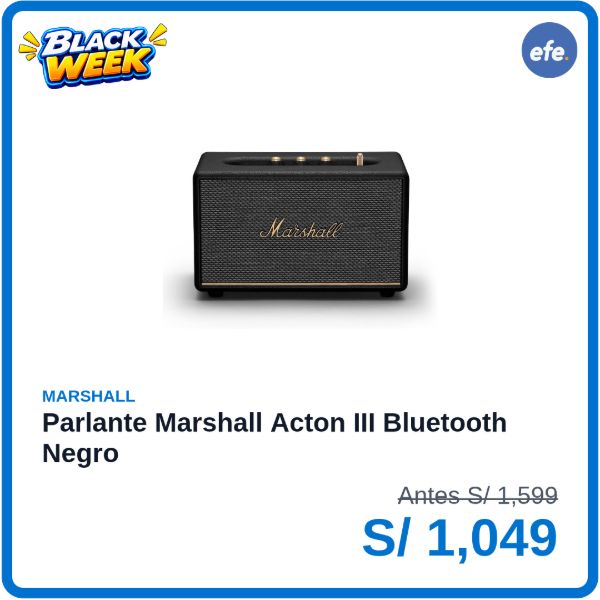 BLACK
WEEK
efe.
Marshall
MARSHALL
Parlante Marshall Acton III Bluetooth
Negro
Antes S/ 1,599
S/ 1,049